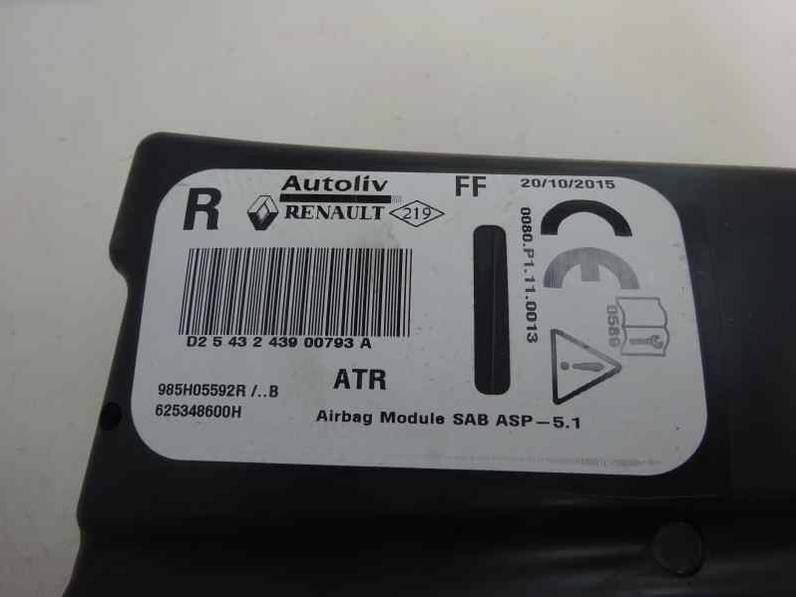 R
Autoliv
RENAULT 219
FF
20/10/2015
0080.P1.11.0013
CE
0589
D2 5 43 2 439 00793 A
985H05592R /..B
625348600H
ATR
Airbag Module SAB ASP-5.1